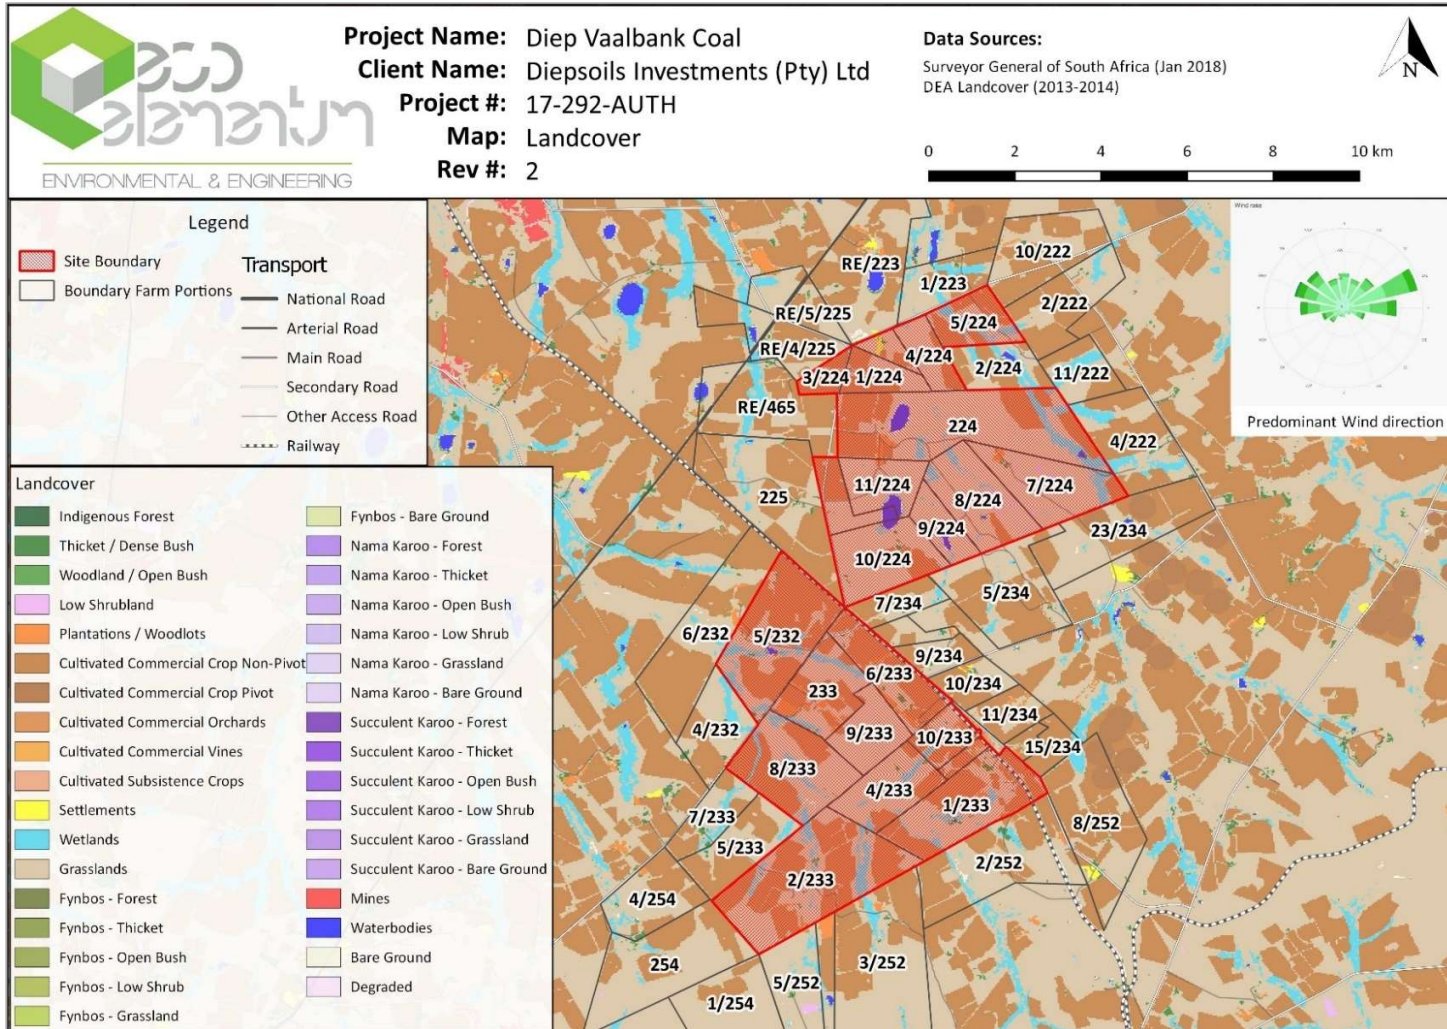 eco
elementum
ENVIRONMENTAL & ENGINEERING
Project Name: Diep Vaalbank Coal
Client Name: Diepsoils Investments (Pty) Ltd
Project #: 17-292-AUTH
Map: Landcover
Rev #: 2
Data Sources:
Surveyor General of South Africa (Jan 2018)
DEA Landcover (2013-2014)
N
0 2 4 6 8 10 km
Legend
Site Boundary
Boundary Farm Portions
Transport
National Road
Arterial Road
Main Road
Secondary Road
Other Access Road
Railway
Landcover
Indigenous Forest
Thicket / Dense Bush
Woodland / Open Bush
Low Shrubland
Plantations / Woodlots
Cultivated Commercial Crop Non-Pivot
Cultivated Commercial Crop Pivot
Cultivated Commercial Orchards
Cultivated Commercial Vines
Cultivated Subsistence Crops
Settlements
Wetlands
Grasslands
Fynbos - Forest
Fynbos - Thicket
Fynbos - Open Bush
Fynbos - Low Shrub
Fynbos - Grassland
Fynbos - Bare Ground
Nama Karoo - Forest
Nama Karoo - Thicket
Nama Karoo - Open Bush
Nama Karoo - Low Shrub
Nama Karoo - Grassland
Nama Karoo - Bare Ground
Succulent Karoo - Forest
Succulent Karoo - Thicket
Succulent Karoo - Open Bush
Succulent Karoo - Low Shrub
Succulent Karoo - Grassland
Succulent Karoo - Bare Ground
Mines
Waterbodies
Bare Ground
Degraded
Wind rose
Predominant Wind direction
10/222
RE/223
1/223
2/222
RE/5/225
5/224
RE/4/225
4/224
2/224
11/222
3/224
1/224
RE/465
224
4/222
225
11/224
7/224
8/224
9/224
23/234
10/224
7/234
5/234
6/232
5/232
9/234
6/233
10/234
233
11/234
4/232
9/233
10/233
15/234
8/233
4/233
1/233
7/233
8/252
5/233
2/252
2/233
4/254
254
3/252
5/252
1/254